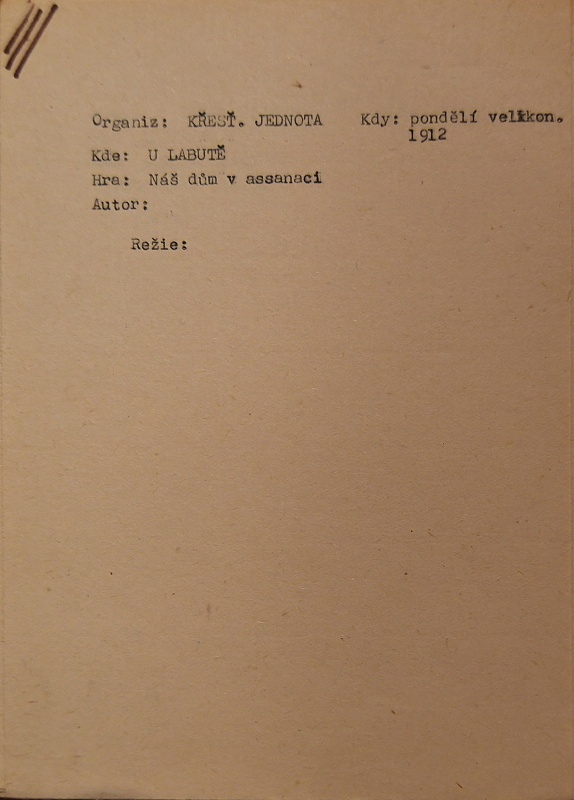 Organiz: KŘESŤ. JEDNOTA Kdy: pondělí velikon.
1912
Kde: U LABUTĚ
Hra: Náš dům v assanaci
Autor:
Režie: